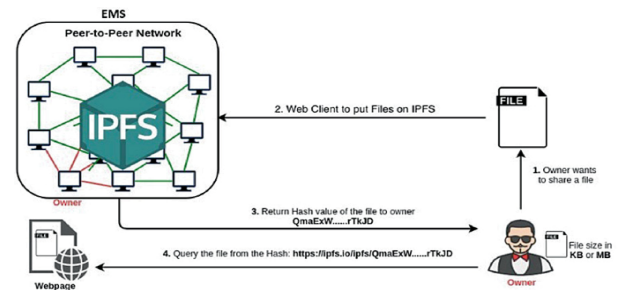 EMS
Peer-to-Peer Network
IPFS
Owner
FILE
2. Web Client to put Files on IPFS
1. Owner wants
to share a file
3. Return Hash value of the file to owner
QmaExW......rTkJD
4. Query the file from the Hash: https://ipfs.io/ipfs/QmaExW......rTkJD
FILE
Webpage
FILE
File size in
KB or MB
Owner